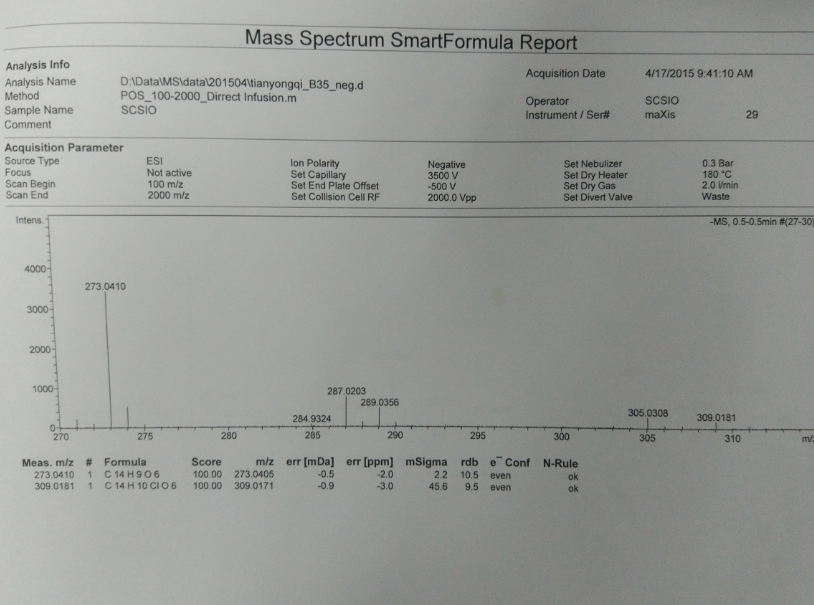 Mass Spectrum SmartFormula Report
Analysis Info
Analysis Name D:\Data\MS\data\201504\tianyongqi_B35_neg.d
Method POS_100-2000_Dirrect Infusion.m
Sample Name SCSIO
Comment
Acquisition Date 4/17/2015 9:41:10 AM
Operator SCSIO
Instrument / Ser# maXis 29
Acquisition Parameter
Source Type ESI Ion Polarity Negative Set Nebulizer 0.3 Bar
Focus Not active Set Capillary 3500 V Set Dry Heater 180 °C
Scan Begin 100 m/z Set End Plate Offset -500 V Set Dry Gas 2.0 l/min
Scan End 2000 m/z Set Collision Cell RF 2000.0 Vpp Set Divert Valve Waste
Intens.
-MS, 0.5-0.5min #(27-30)
4000
273.0410
3000
2000
1000
287.0203
289.0356
284.9324
305.0308
309.0181
0
270 275 280 285 290 295 300 305 310 m/
Meas. m/z # Formula Score m/z err [mDa] err [ppm] mSigma rdb e¯ Conf N-Rule
273.0410 1 C 14 H 9 O 6 100.00 273.0405 -0.5 -2.0 2.2 10.5 even ok
309.0181 1 C 14 H 10 Cl O 6 100.00 309.0171 -0.9 -3.0 45.6 9.5 even ok